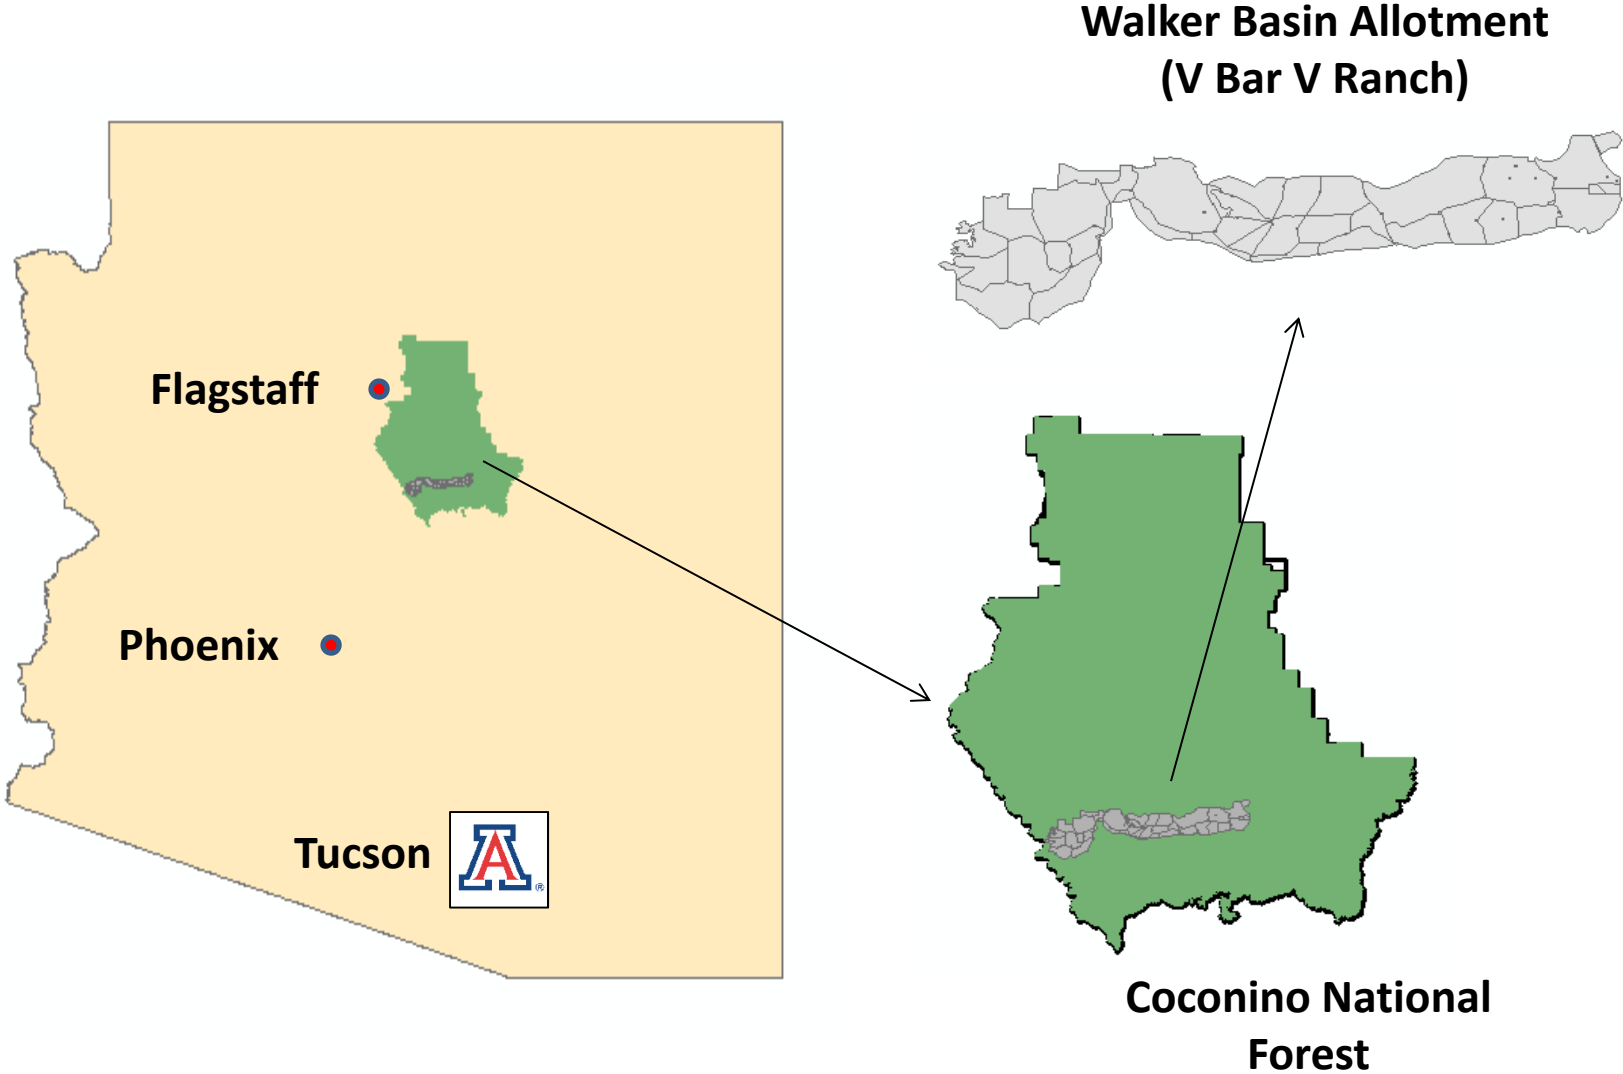 Walker Basin Allotment
(V Bar V Ranch)
Flagstaff
Phoenix
Tucson
A
®
Coconino National
Forest